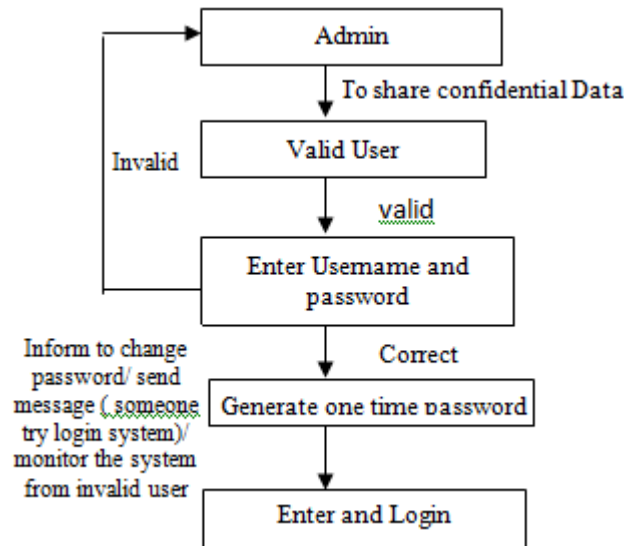 Admin
To share confidential Data
Valid User
Invalid
valid
Enter Username and
password
Inform to change
password/ send
message ( someone
try login system)/
monitor the system
from invalid user
Correct
Generate one time password
Enter and Login